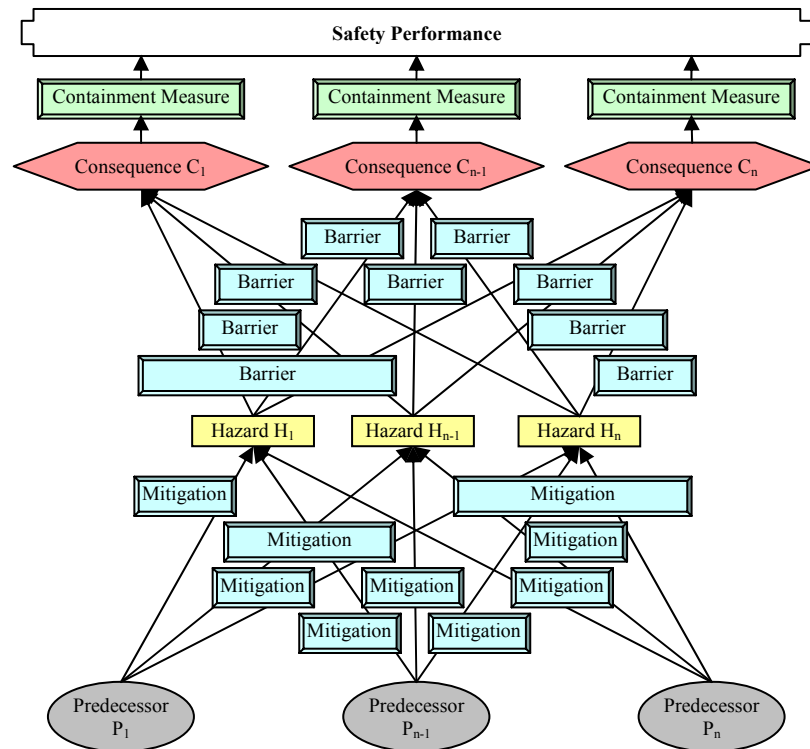 Safety Performance
Containment Measure
Containment Measure
Containment Measure
Consequence C₁
Consequence Cₙ₋₁
Consequence Cₙ
Barrier
Barrier
Barrier
Barrier
Barrier
Barrier
Barrier
Barrier
Barrier
Hazard H₁
Hazard Hₙ₋₁
Hazard Hₙ
Mitigation
Mitigation
Mitigation
Mitigation
Mitigation
Mitigation
Mitigation
Mitigation
Mitigation
Predecessor
P₁
Predecessor
Pₙ₋₁
Predecessor
Pₙ